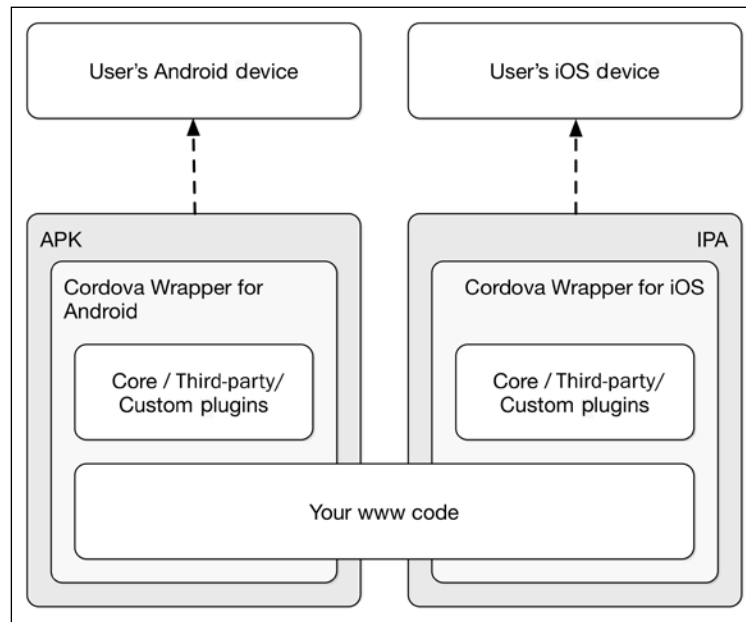 User's Android device
User's iOS device
APK
IPA
Cordova Wrapper for
Android
Cordova Wrapper for iOS
Core / Third-party/
Custom plugins
Core / Third-party/
Custom plugins
Your www code